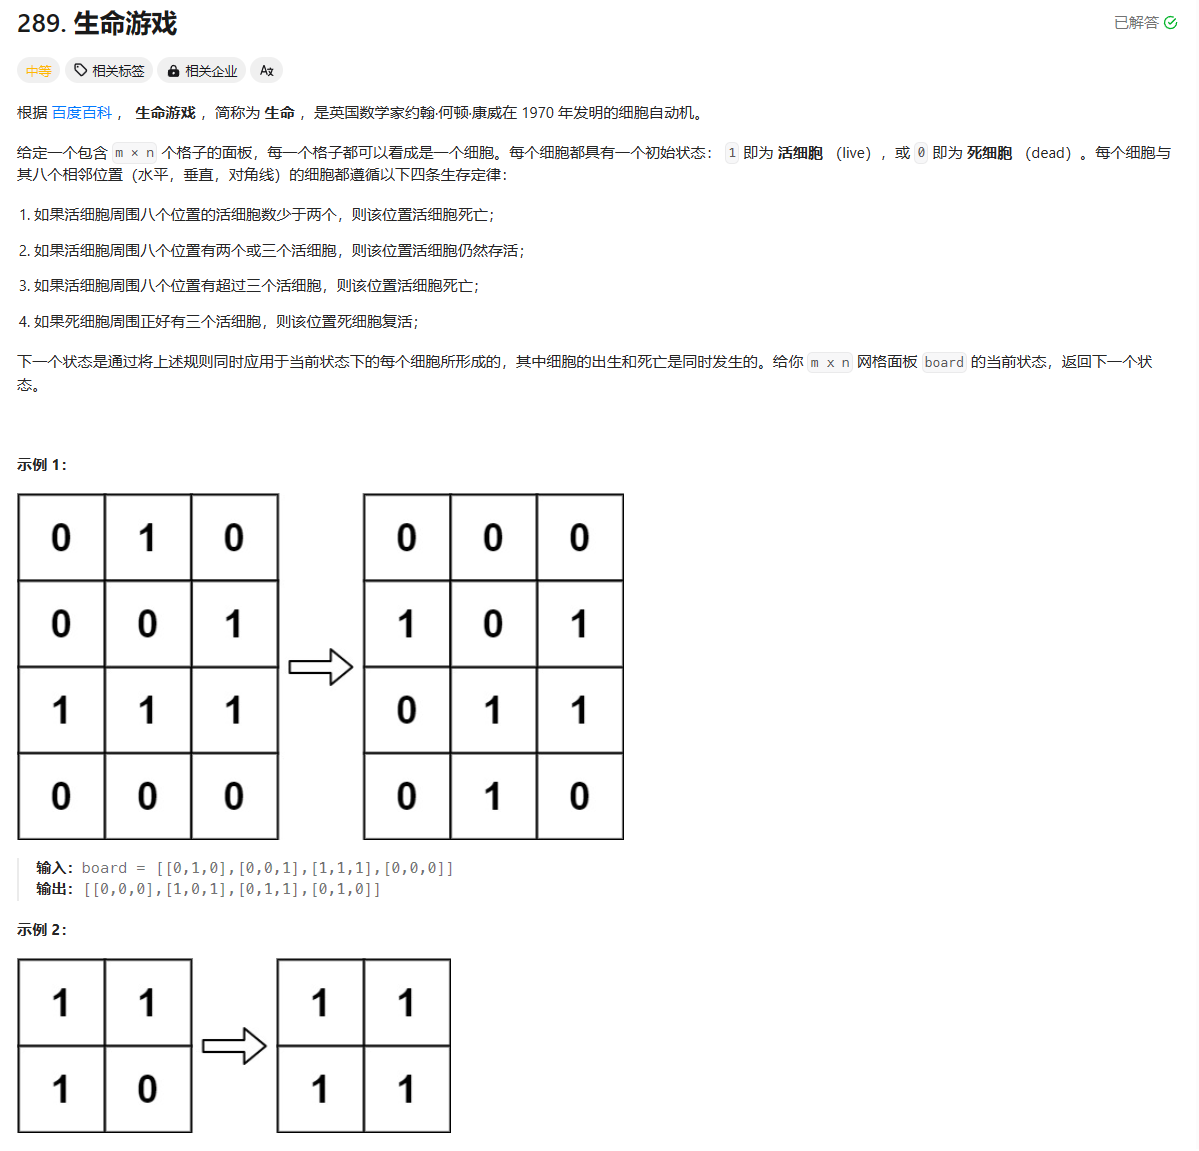 289. 生命游戏
已解答
中等 相关标签 相关企业 Aあ
根据 百度百科 ， 生命游戏 ，简称为 生命 ，是英国数学家约翰·何顿·康威在 1970 年发明的细胞自动机。
给定一个包含 m × n 个格子的面板，每一个格子都可以看成是一个细胞。每个细胞都具有一个初始状态： 1 即为 活细胞 （live），或 0 即为 死细胞 （dead）。每个细胞与
其八个相邻位置（水平，垂直，对角线）的细胞都遵循以下四条生存定律：
1. 如果活细胞周围八个位置的活细胞数少于两个，则该位置活细胞死亡；
2. 如果活细胞周围八个位置有两个或三个活细胞，则该位置活细胞仍然存活；
3. 如果活细胞周围八个位置有超过三个活细胞，则该位置活细胞死亡；
4. 如果死细胞周围正好有三个活细胞，则该位置死细胞复活；
下一个状态是通过将上述规则同时应用于当前状态下的每个细胞所形成的，其中细胞的出生和死亡是同时发生的。给你 m x n 网格面板 board 的当前状态，返回下一个状
态。
示例 1：
0 1 0 0 0 0
0 0 1 1 0 1
1 1 1 0 1 1
0 0 0 0 1 0
输入：board = [[0,1,0],[0,0,1],[1,1,1],[0,0,0]]
输出：[[0,0,0],[1,0,1],[0,1,1],[0,1,0]]
示例 2：
1 1 1 1
1 0 1 1